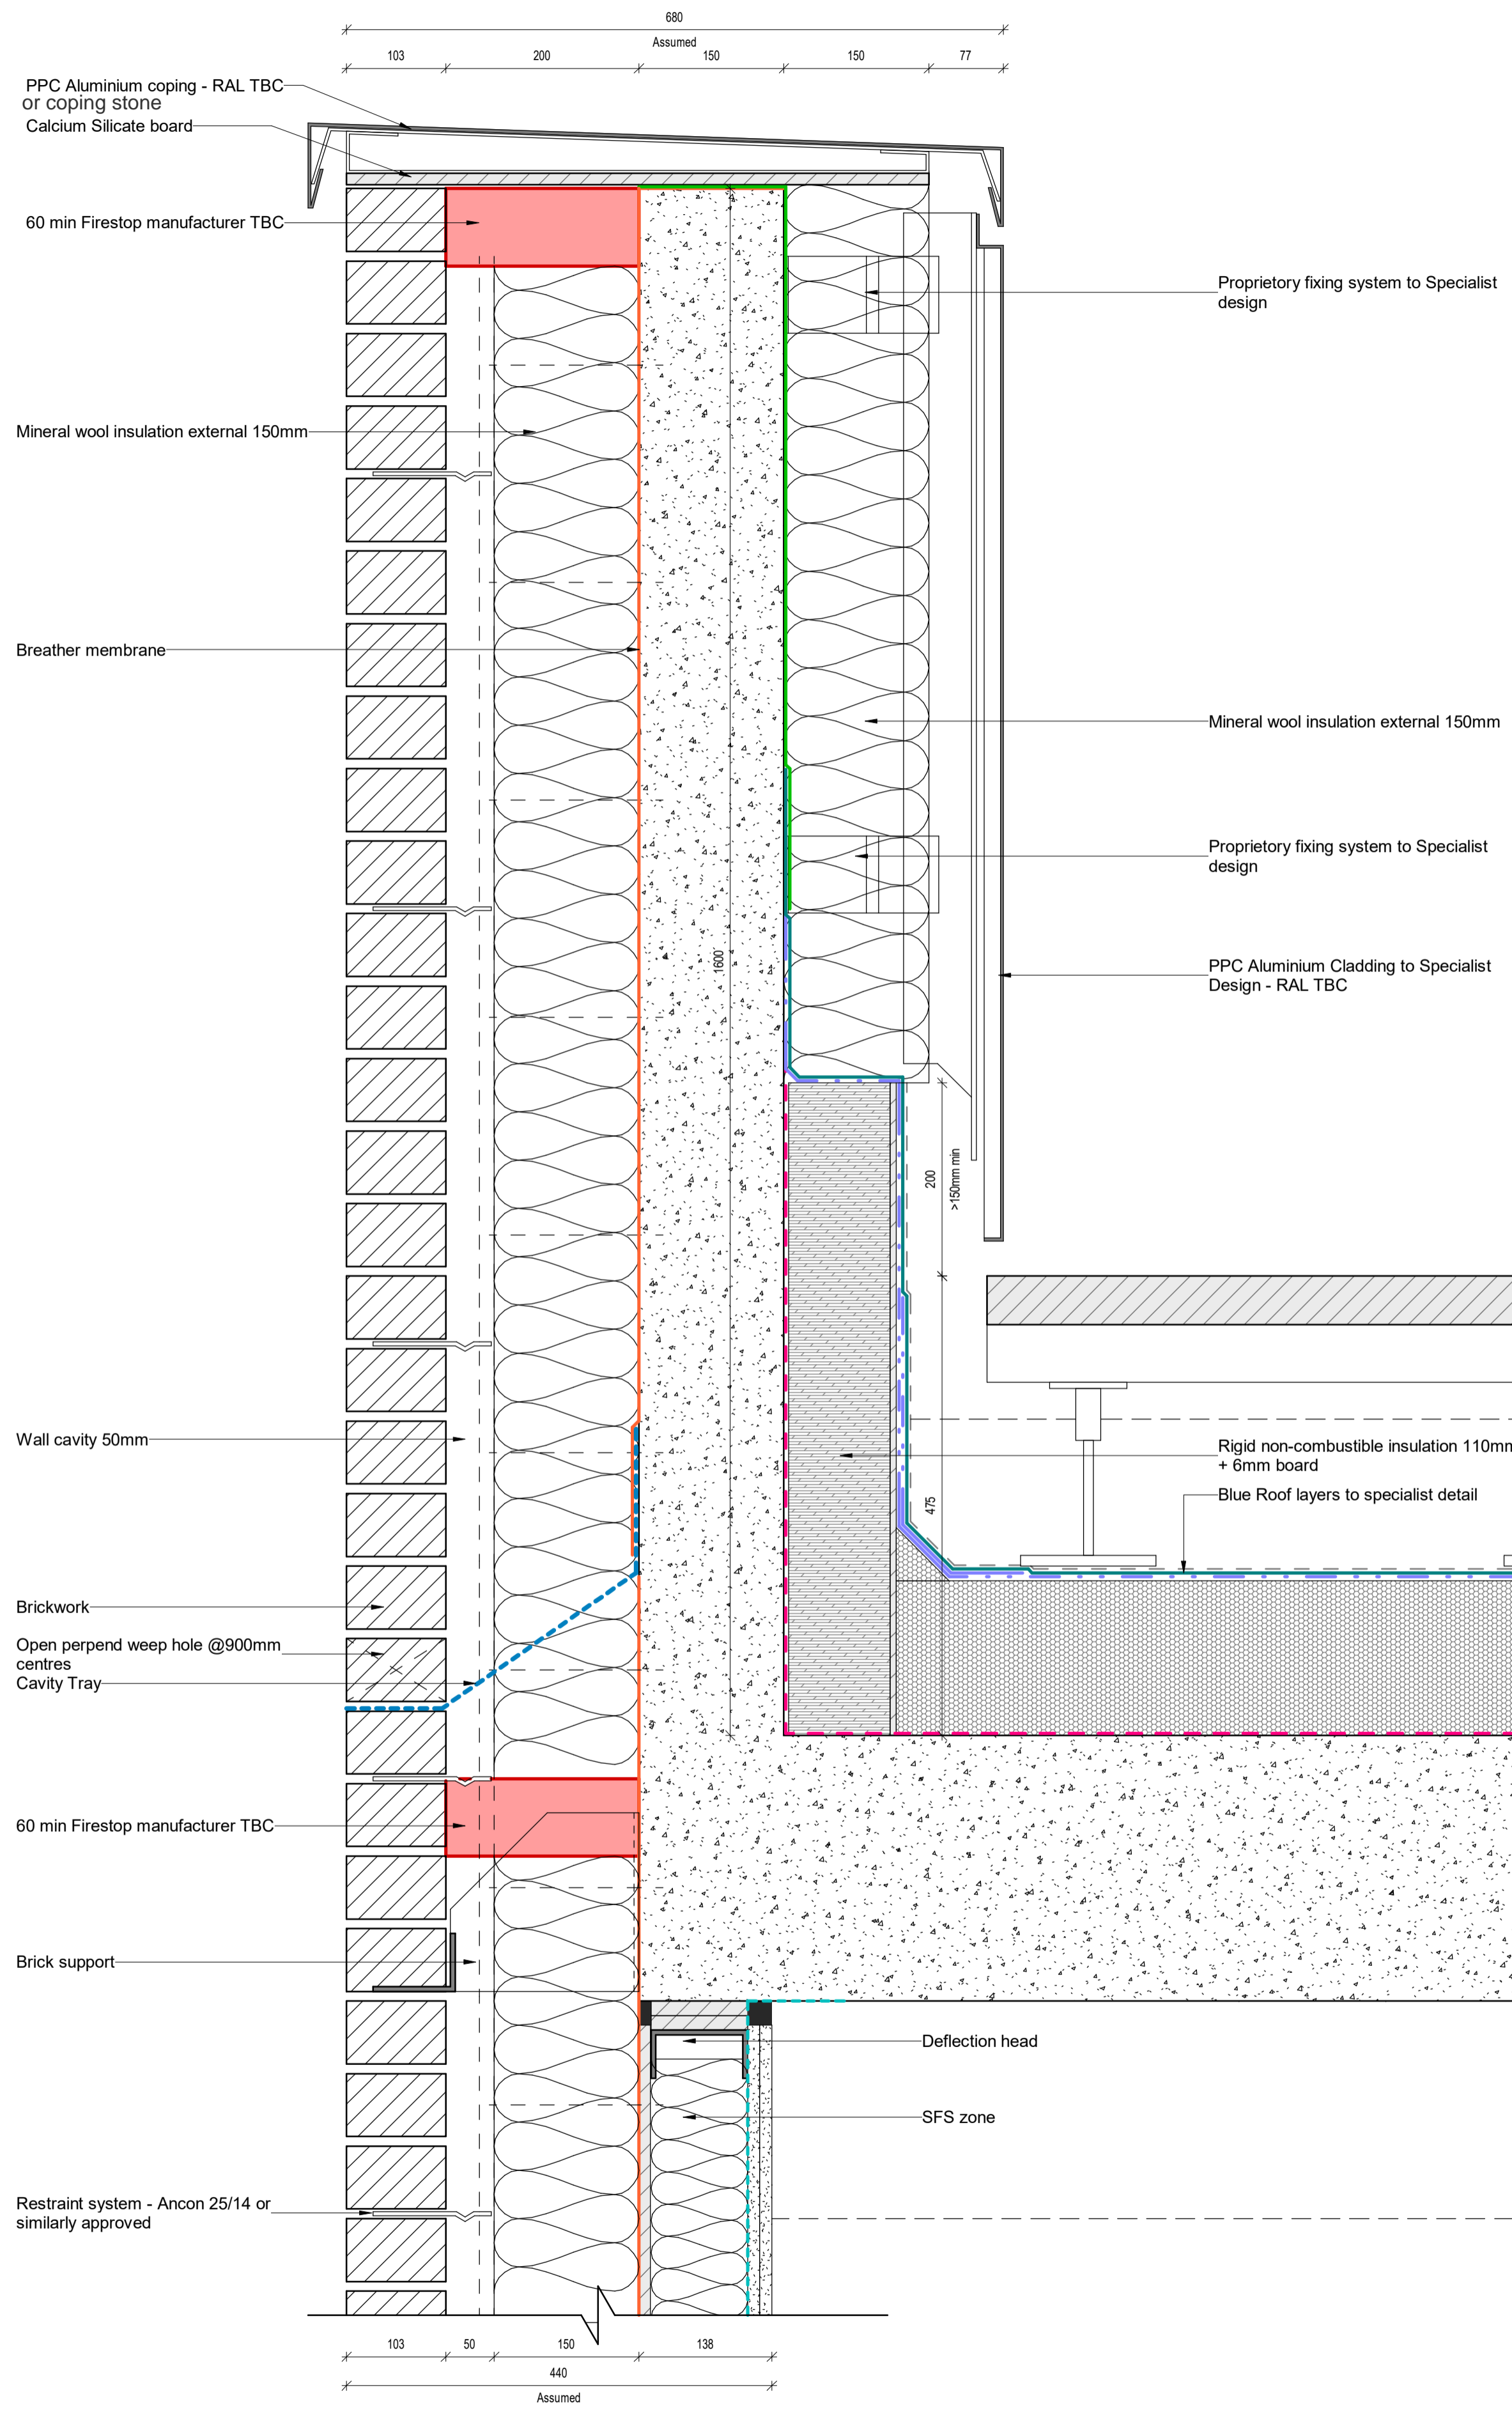 680
Assumed
103
200
150
150
77
PPC Aluminium coping - RAL TBC
or coping stone
Calcium Silicate board
60 min Firestop manufacturer TBC
Proprietory fixing system to Specialist
design
Mineral wool insulation external 150mm
Breather membrane
Mineral wool insulation external 150mm
Proprietory fixing system to Specialist
design
1600
PPC Aluminium Cladding to Specialist
Design - RAL TBC
200
>150mm min
Wall cavity 50mm
Rigid non-combustible insulation 110mm
+ 6mm board
475
Blue Roof layers to specialist detail
Brickwork
Open perpend weep hole @900mm
centres
Cavity Tray
60 min Firestop manufacturer TBC
Brick support
Deflection head
SFS zone
Restraint system - Ancon 25/14 or
similarly approved
103
50
150
138
440
Assumed